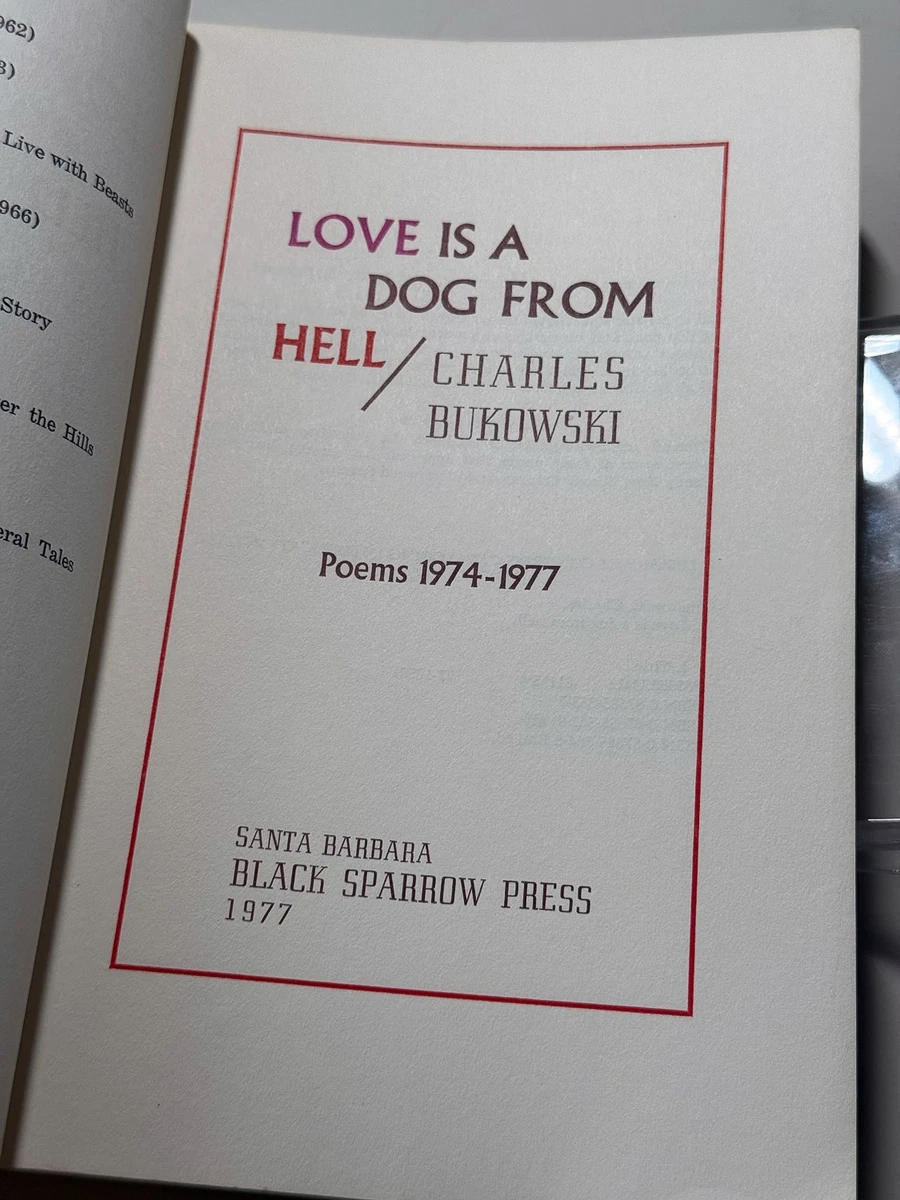 962)
3)
Live with Beasts
966)
Story
er the Hills
eral Tales
LOVE IS A
DOG FROM
HELL/CHARLES
BUKOWSKI
Poems 1974-1977
SANTA BARBARA
BLACK SPARROW PRESS
1977